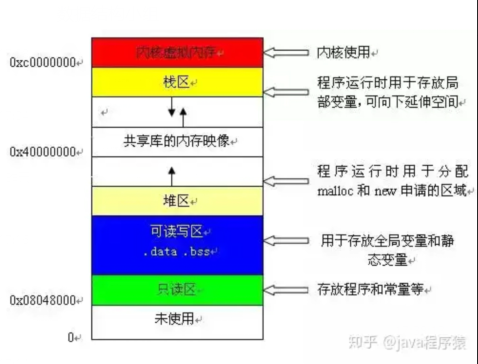 0xc0000000
内核虚拟内存
内核使用
栈区
程序运行时用于存放局
部变量,可向下延伸空间
共享库的内存映像
0x40000000
程序运行时用于分配
malloc 和 new 申请的区域
堆区
可读写区
.data .bss
用于存放全局变量和静
态变量
0x08048000
只读区
存放程序和常量等
未使用
0
知乎 @java程序猿